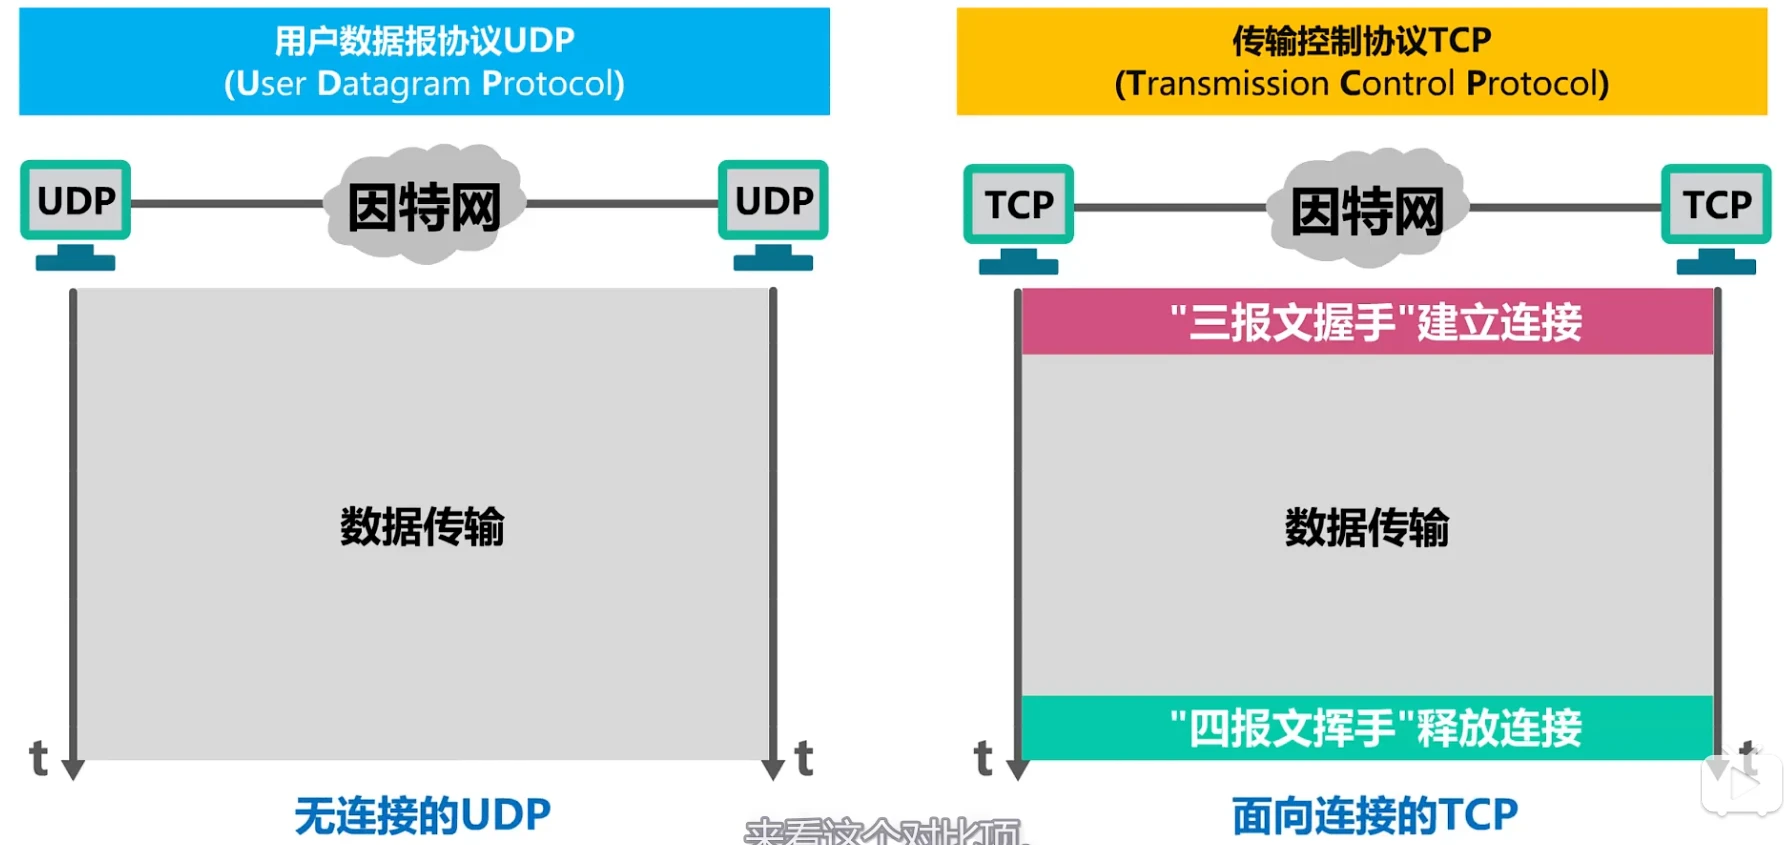 用户数据报协议UDP
(User Datagram Protocol)
UDP
因特网
UDP
数据传输
t
t
无连接的UDP
传输控制协议TCP
(Transmission Control Protocol)
TCP
因特网
TCP
"三报文握手"建立连接
数据传输
"四报文挥手"释放连接
t
t
面向连接的TCP
来看这个对比项